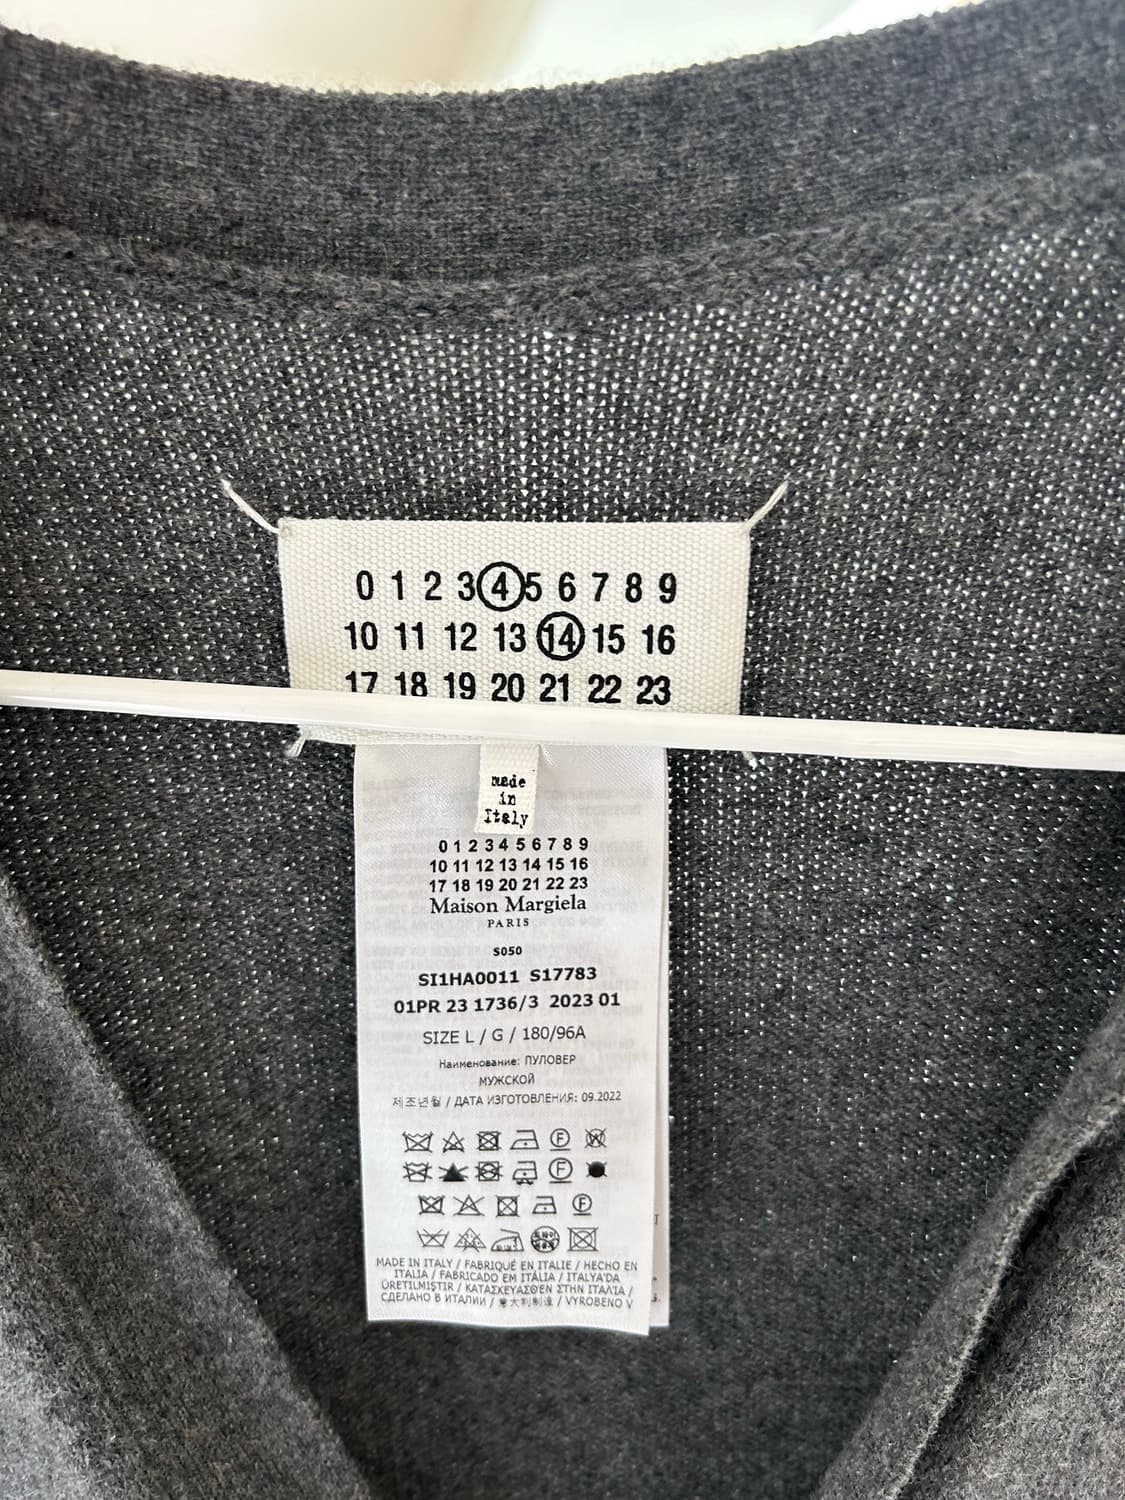 0 1 2 3 4 5 6 7 8 9
10 11 12 13 14 15 16
17 18 19 20 21 22 23
made
in
Italy
0 1 2 3 4 5 6 7 8 9
10 11 12 13 14 15 16
17 18 19 20 21 22 23
Maison Margiela
PARIS
S050
SI1HA0011 S17783
01PR 23 1736/3 2023 01
SIZE L / G / 180/96A
Наименование: ПУЛОВЕР
МУЖСКОЙ
제조년월 / ДАТА ИЗГОТОВЛЕНИЯ: 09.2022
F W
F
F
MADE IN ITALY / FABRIQUÉ EN ITALIE / HECHO EN
ITALIA / FABRICADO EM ITÁLIA / ITALYA'DA
ÜRETILMIŞTIR / ΚΑΤΑΣΚΕΥΑΣΘΕΝ ΣΤΗΝ ΙΤΑΛΙΑ /
СДЕЛАНО В ИТАЛИИ / 意大利制造 / VYROBENO V